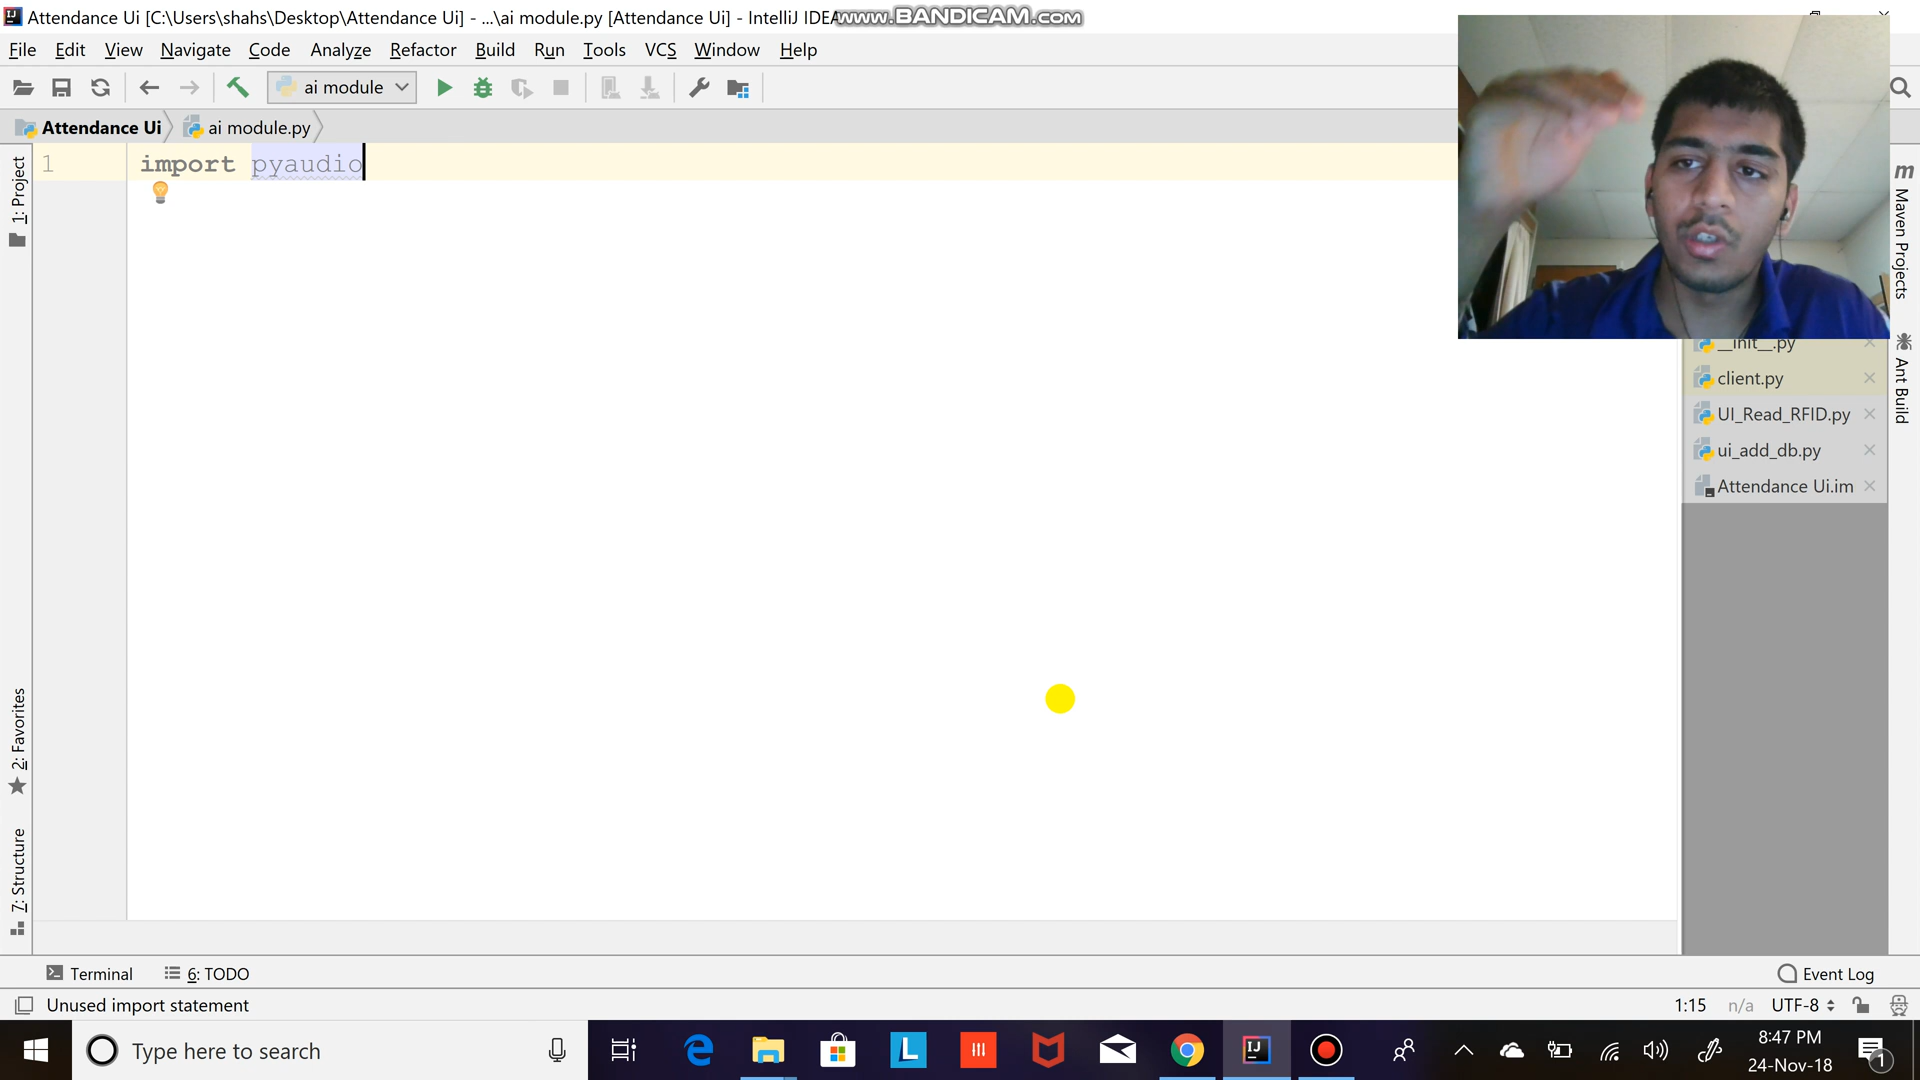 Attendance Ui [C:\Users\shahs\Desktop\Attendance Ui] - ...\ai module.py [Attendance Ui] - IntelliJ IDEA
www.BANDICAM.com
File Edit View Navigate Code Analyze Refactor Build Run Tools VCS Window Help
ai module
Attendance Ui ai module.py
1 import pyaudio
1: Project
2: Favorites
7: Structure
m Maven Projects
Ant Build
__init__.py
client.py
UI_Read_RFID.py
ui_add_db.py
Attendance Ui.im
Terminal 6: TODO Event Log
Unused import statement 1:15 n/a UTF-8
Type here to search
8:47 PM
24-Nov-18
1